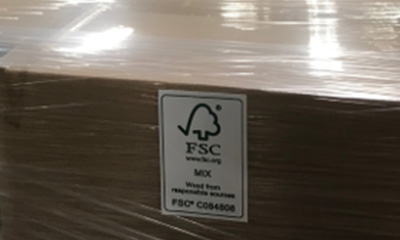 FSC
www.fsc.org
MIX
Wood from
responsible sources
FSC® C084808